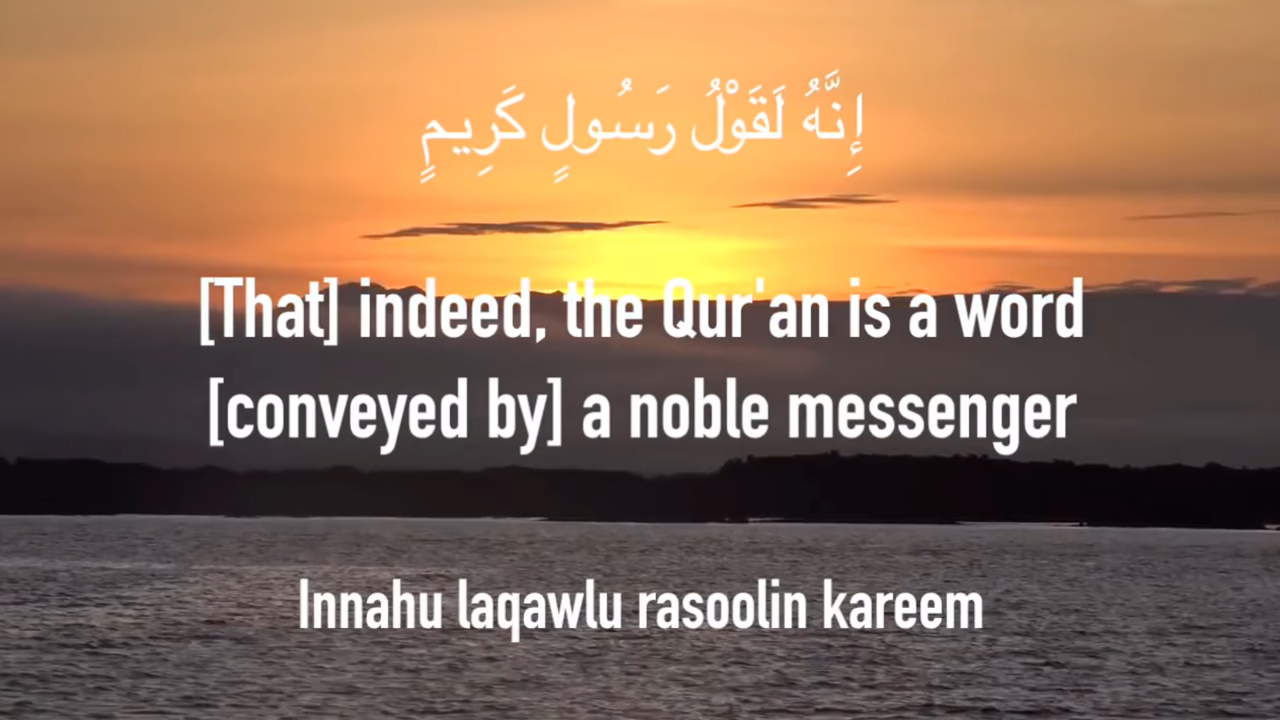 إِنَّهُ لَقَوْلُ رَسُولٍ كَرِيمٍ
[That] indeed, the Qur'an is a word
[conveyed by] a noble messenger
Innahu laqawlu rasoolin kareem